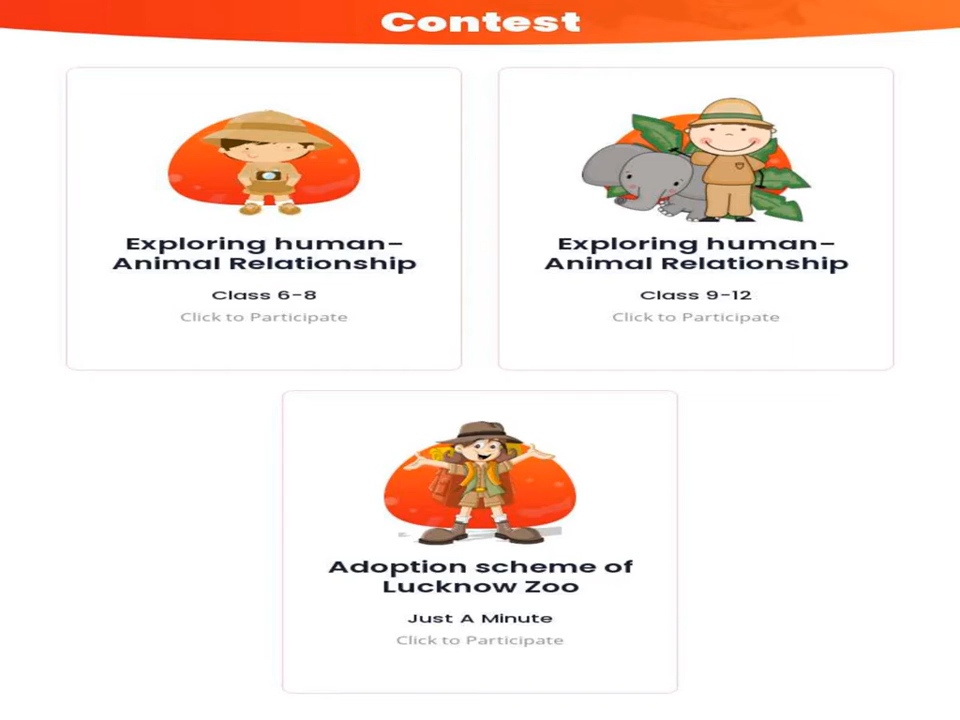 Contest
Exploring human-
Animal Relationship
Class 6-8
Click to Participate
Exploring human-
Animal Relationship
Class 9-12
Click to Participate
Adoption scheme of
Lucknow Zoo
Just A Minute
Click to Participate